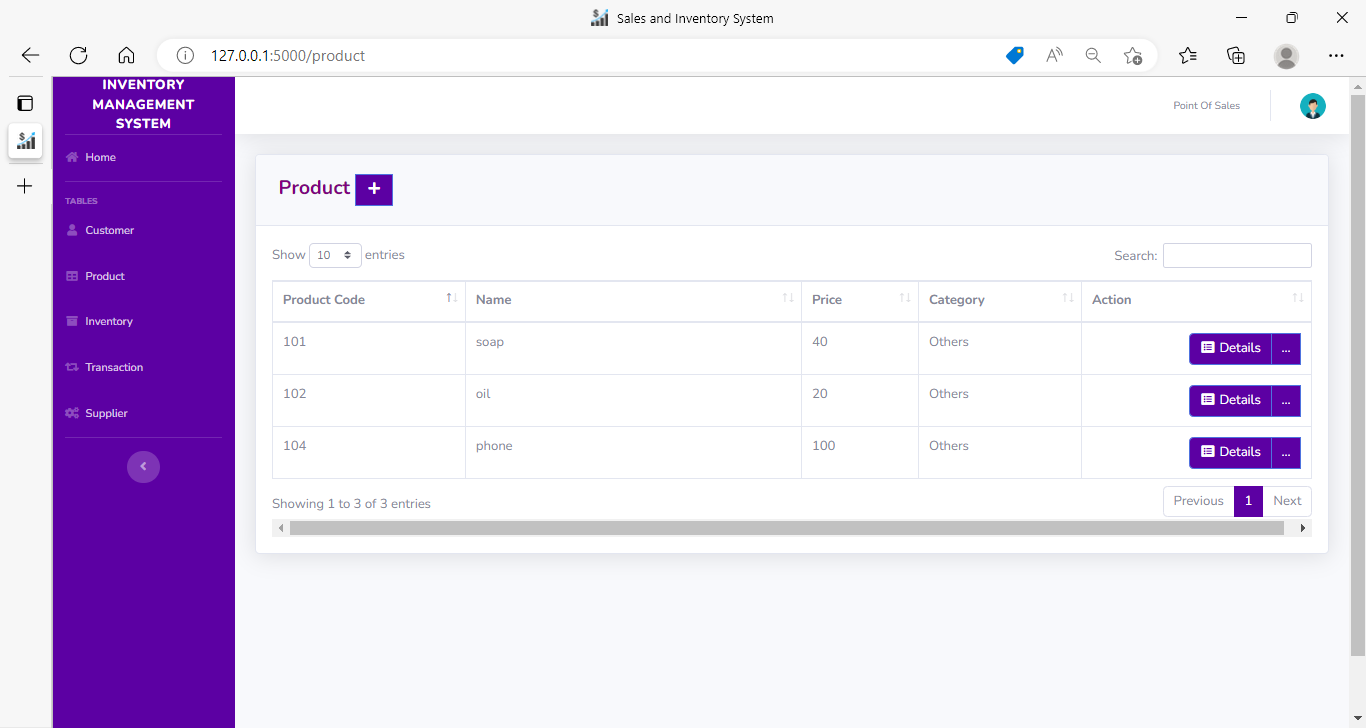 Sales and Inventory System
127.0.0.1:5000/product
INVENTORY
MANAGEMENT
SYSTEM
Point Of Sales
Home
TABLES
Customer
Product
Inventory
Transaction
Supplier
Product +
Show 10 entries
Search:
Product Code Name Price Category Action
101 soap 40 Others Details ...
102 oil 20 Others Details ...
104 phone 100 Others Details ...
Showing 1 to 3 of 3 entries
Previous 1 Next